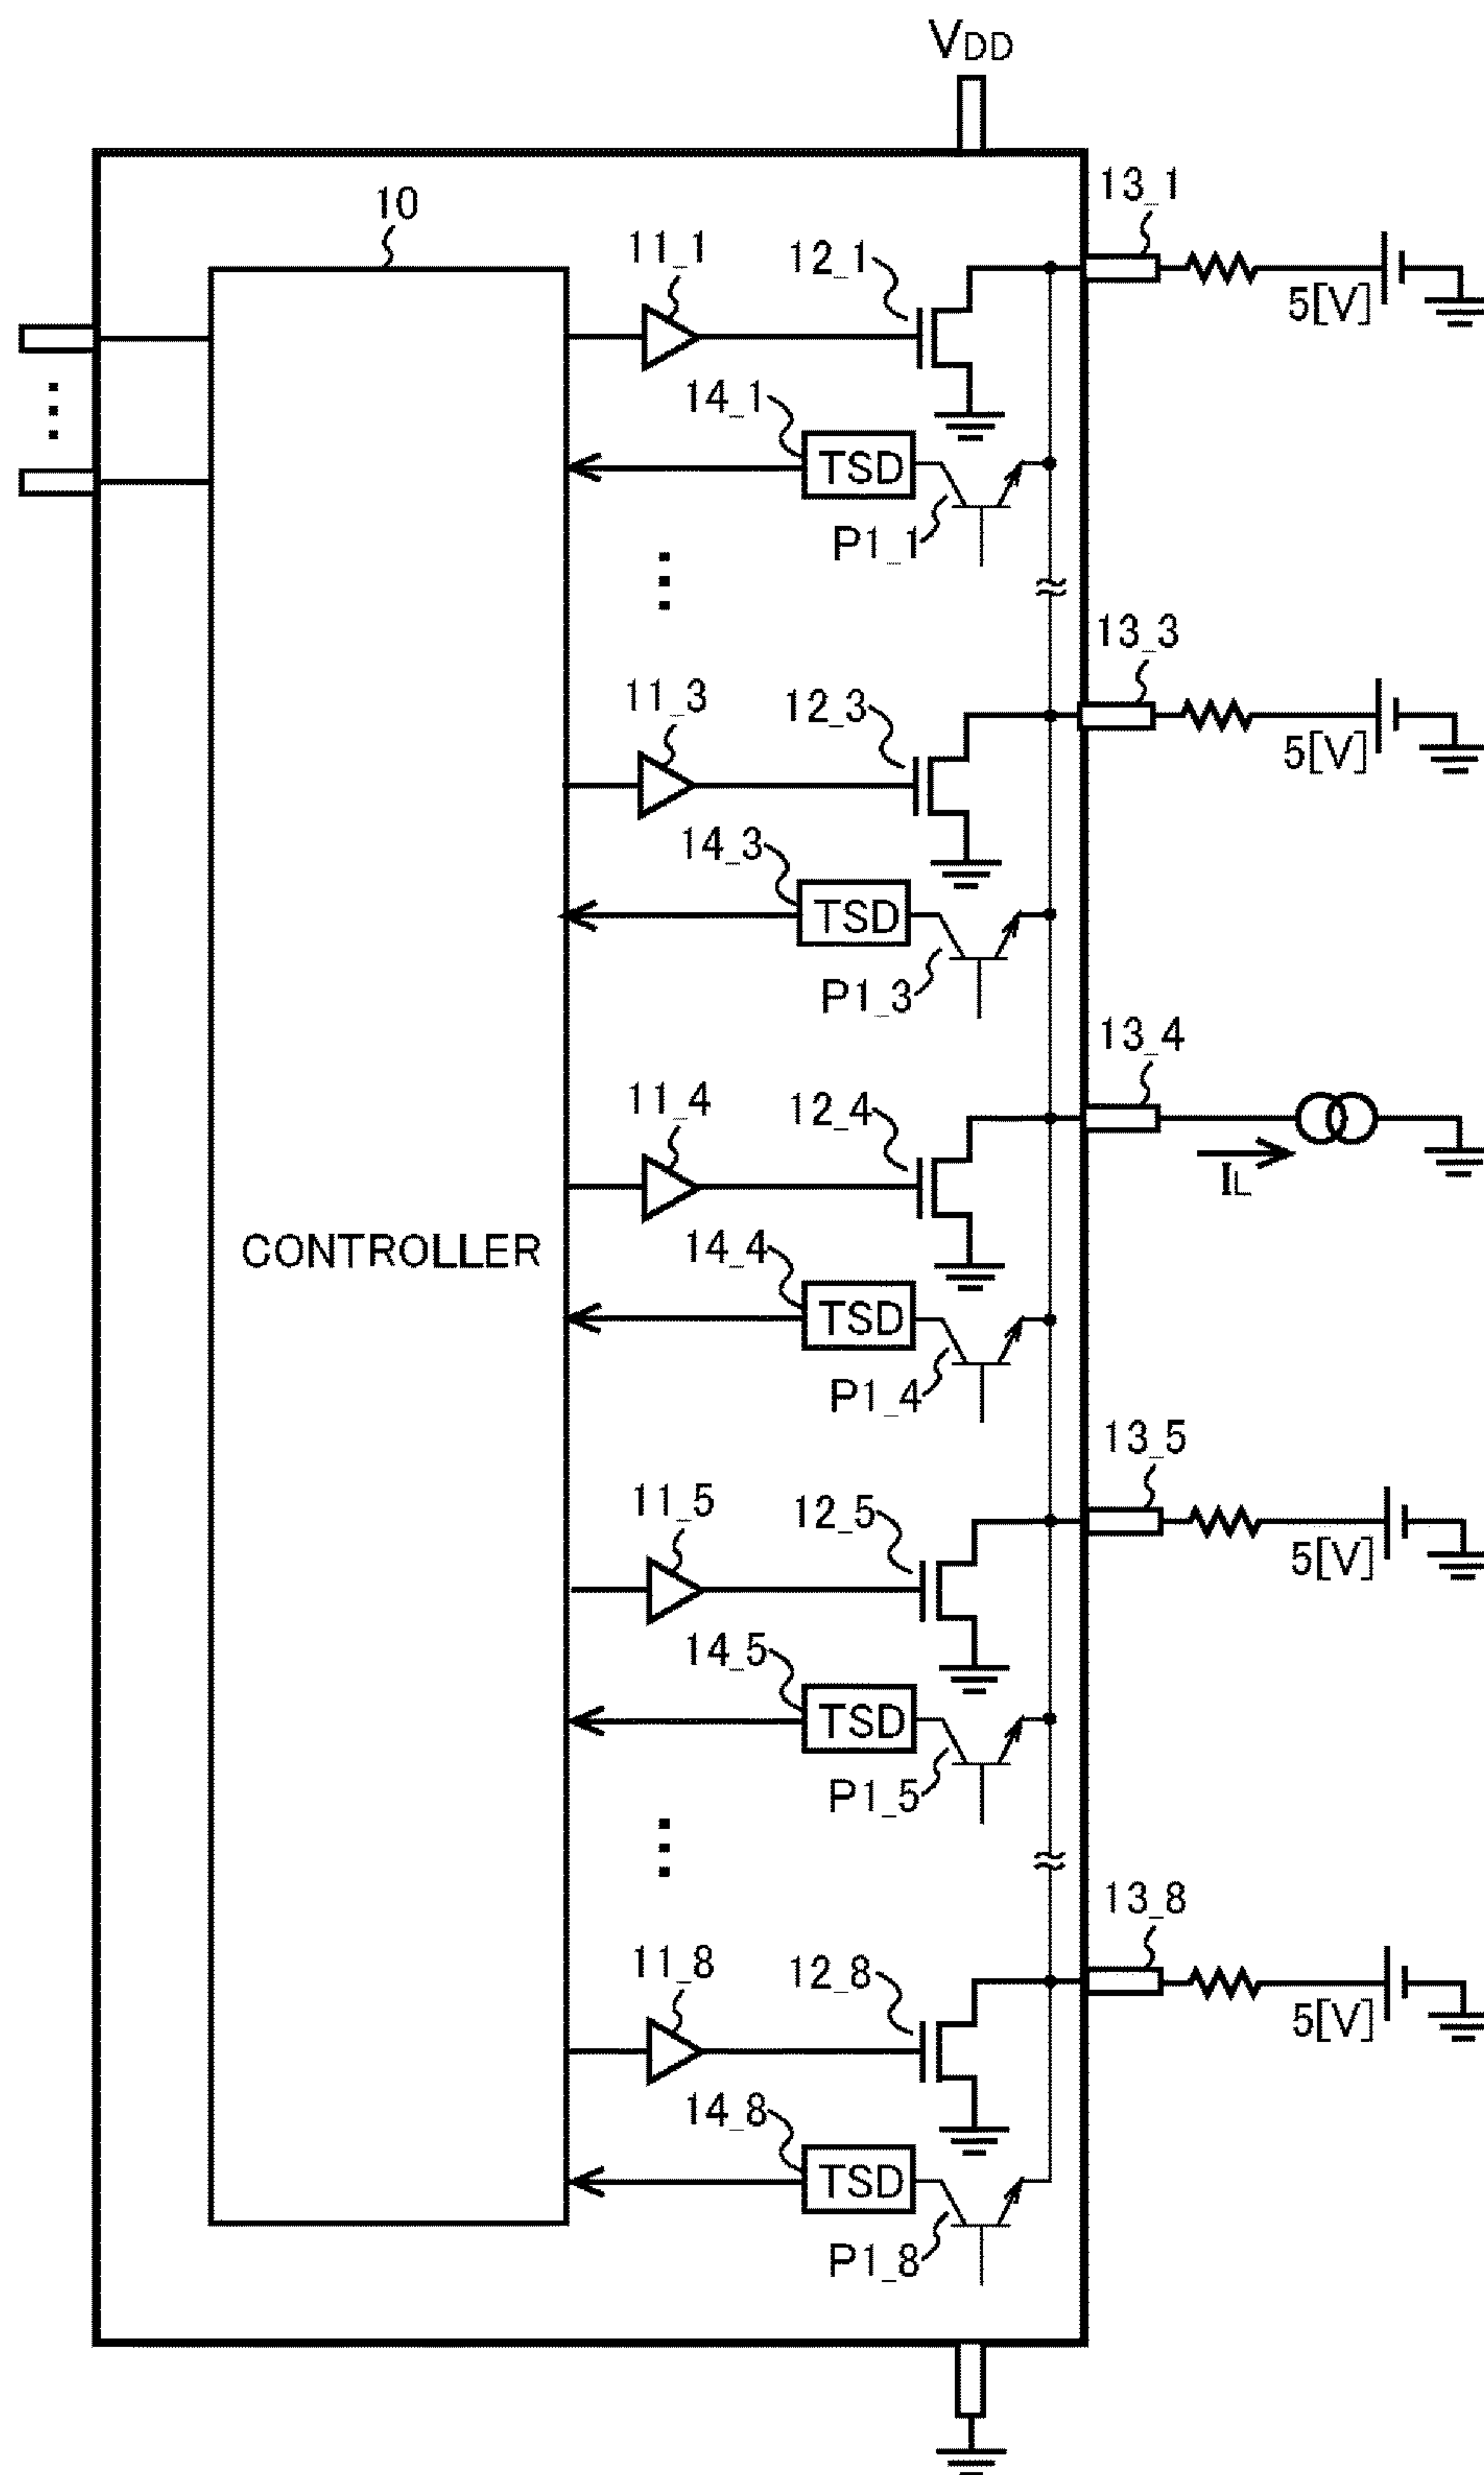 VDD
13_1
10
11_1
12_1
5[V]
14_1
TSD
P1_1
13_3
11_3
12_3
5[V]
14_3
TSD
P1_3
13_4
11_4
12_4
IL
CONTROLLER
14_4
TSD
P1_4
13_5
11_5
12_5
5[V]
14_5
TSD
P1_5
13_8
11_8
12_8
5[V]
14_8
TSD
P1_8